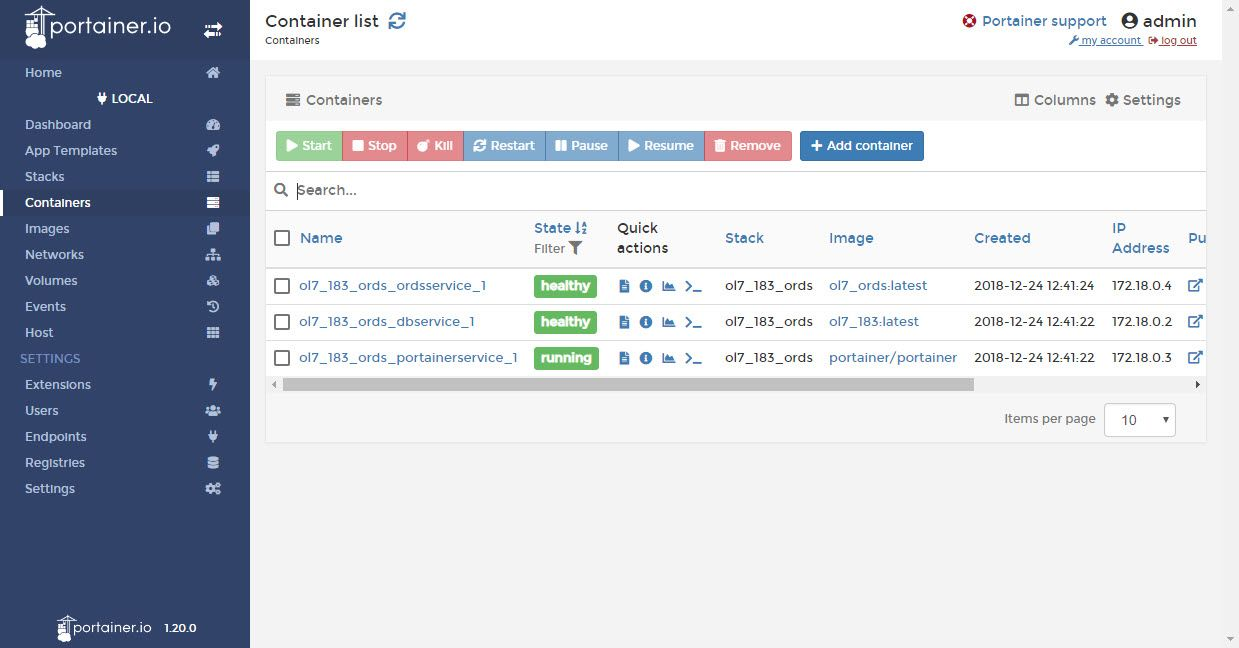 portainer.io
Home
LOCAL
Dashboard
App Templates
Stacks
Containers
Images
Networks
Volumes
Events
Host
SETTINGS
Extensions
Users
Endpoints
Registries
Settings
portainer.io 1.20.0
Container list
Containers
Portainer support admin
my account log out
Containers Columns Settings
Start Stop Kill Restart Pause Resume Remove Add container
Search...
Name State Filter Quick actions Stack Image Created IP Address Pu
ol7_183_ords_ordsservice_1 healthy ol7_183_ords ol7_ords:latest 2018-12-24 12:41:24 172.18.0.4
ol7_183_ords_dbservice_1 healthy ol7_183_ords ol7_183:latest 2018-12-24 12:41:22 172.18.0.2
ol7_183_ords_portainerservice_1 running ol7_183_ords portainer/portainer 2018-12-24 12:41:22 172.18.0.3
Items per page 10